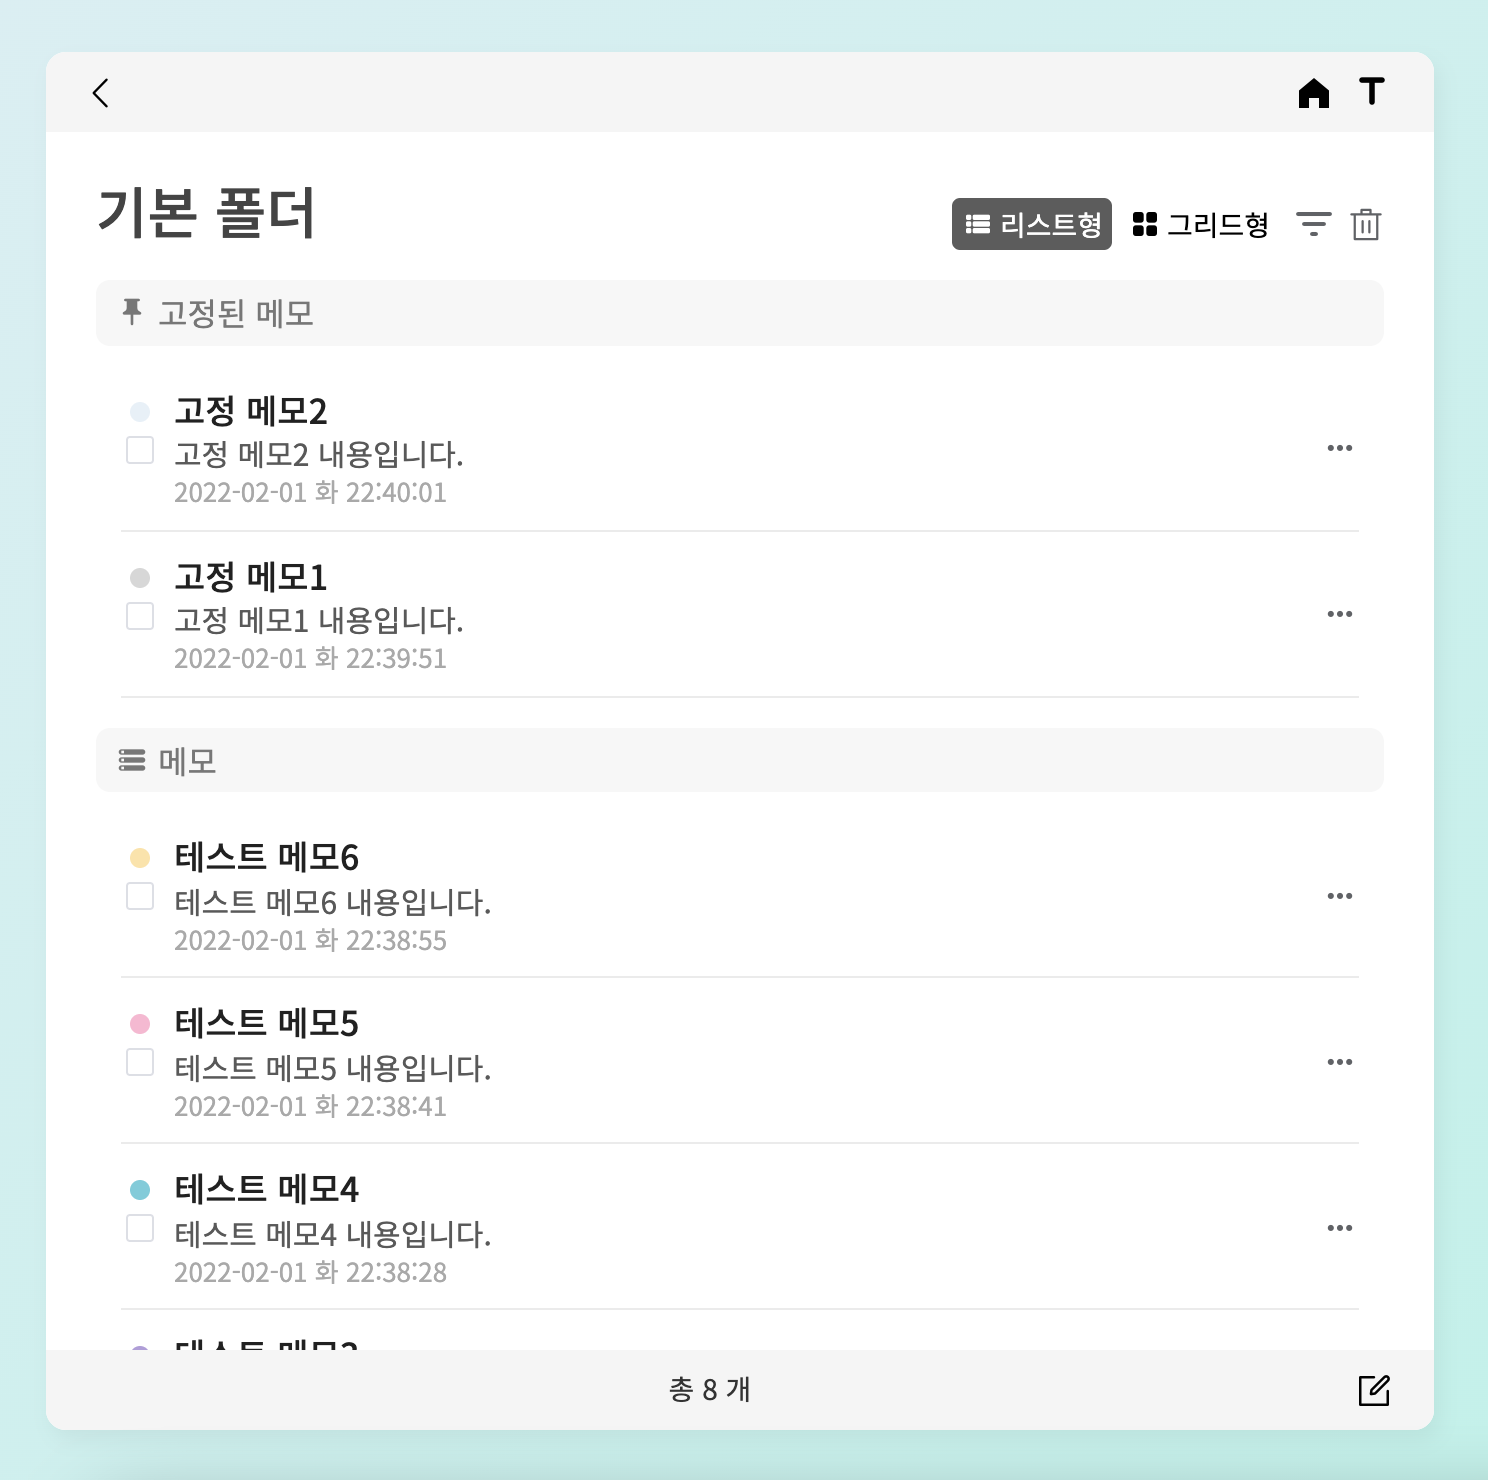 기본 폴더
리스트형 그리드형
고정된 메모
고정 메모2
고정 메모2 내용입니다.
2022-02-01 화 22:40:01
고정 메모1
고정 메모1 내용입니다.
2022-02-01 화 22:39:51
메모
테스트 메모6
테스트 메모6 내용입니다.
2022-02-01 화 22:38:55
테스트 메모5
테스트 메모5 내용입니다.
2022-02-01 화 22:38:41
테스트 메모4
테스트 메모4 내용입니다.
2022-02-01 화 22:38:28
테스트 메모3
총 8 개